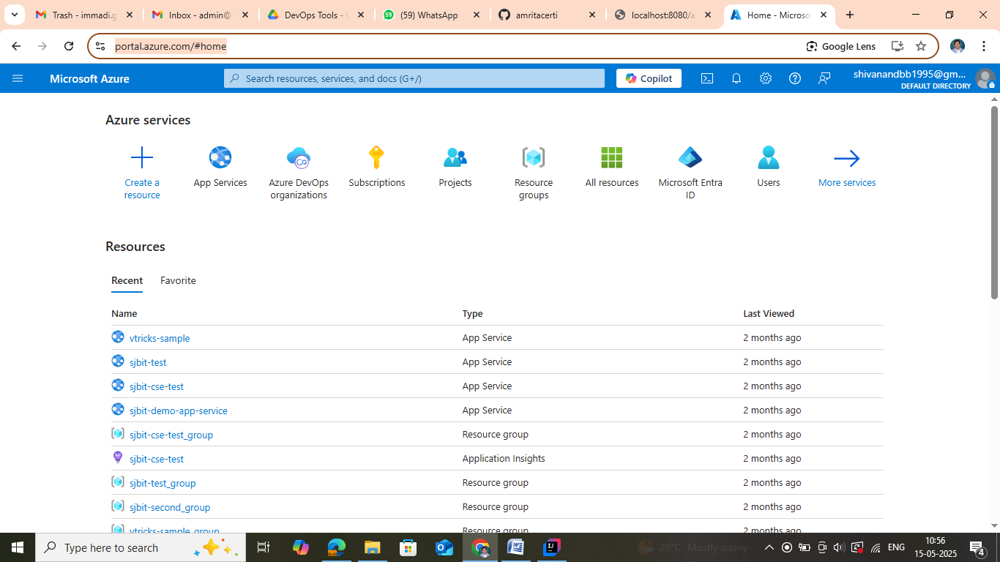 Trash - immadi.g
Inbox - admin@
DevOps Tools -
(59) WhatsApp
amritacerti
localhost:8080/a
Home - Microso
portal.azure.com/#home
Google Lens
Microsoft Azure
Search resources, services, and docs (G+/)
Copilot
shivanandbb1995@gm...
DEFAULT DIRECTORY
Azure services
Create a resource
App Services
Azure DevOps organizations
Subscriptions
Projects
Resource groups
All resources
Microsoft Entra ID
Users
More services
Resources
Recent Favorite
Name Type Last Viewed
vtricks-sample App Service 2 months ago
sjbit-test App Service 2 months ago
sjbit-cse-test App Service 2 months ago
sjbit-demo-app-service App Service 2 months ago
sjbit-cse-test_group Resource group 2 months ago
sjbit-cse-test Application Insights 2 months ago
sjbit-test_group Resource group 2 months ago
sjbit-second_group Resource group 2 months ago
vtricks-sample_group Resource group 2 months ago
Type here to search
26°C Mostly sunny
ENG
10:56
15-05-2025
4